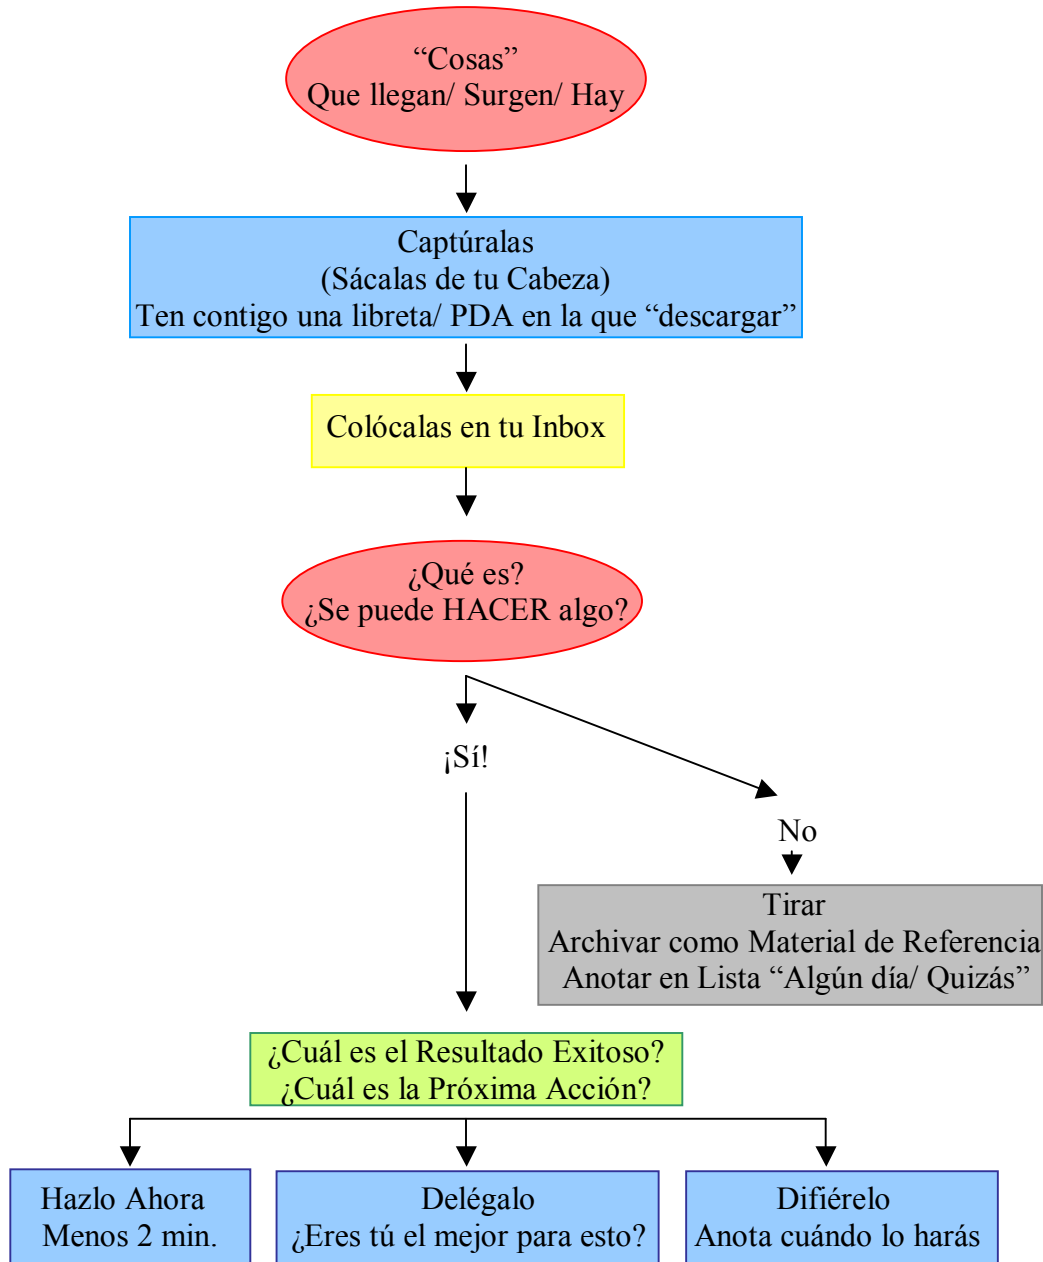 “Cosas”
Que llegan/ Surgen/ Hay
Captúralas
(Sácalas de tu Cabeza)
Ten contigo una libreta/ PDA en la que “descargar”
Colócalas en tu Inbox
¿Qué es?
¿Se puede HACER algo?
¡Sí!
No
Tirar
Archivar como Material de Referencia
Anotar en Lista “Algún día/ Quizás”
¿Cuál es el Resultado Exitoso?
¿Cuál es la Próxima Acción?
Hazlo Ahora
Menos 2 min.
Delégalo
¿Eres tú el mejor para esto?
Difiérelo
Anota cuándo lo harás